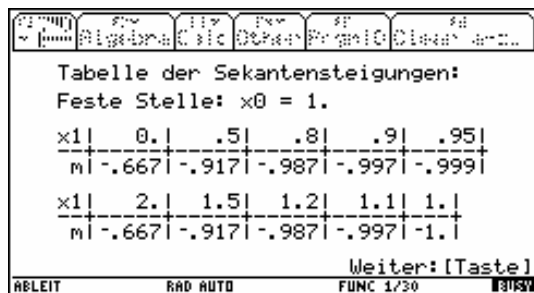 Algebra Calc Other PrgmIO Clear
Tabelle der Sekantensteigungen:
Feste Stelle: x0 = 1.
x1| 0.| .5| .8| .9| .95|
m|-.667|-.917|-.987|-.997|-.999|
x1| 2.| 1.5| 1.2| 1.1| 1.|
m|-.667|-.917|-.987|-.997|-1.|
Weiter:[Taste]
ABLEIT RAD AUTO FUNC 1/30 BUSY